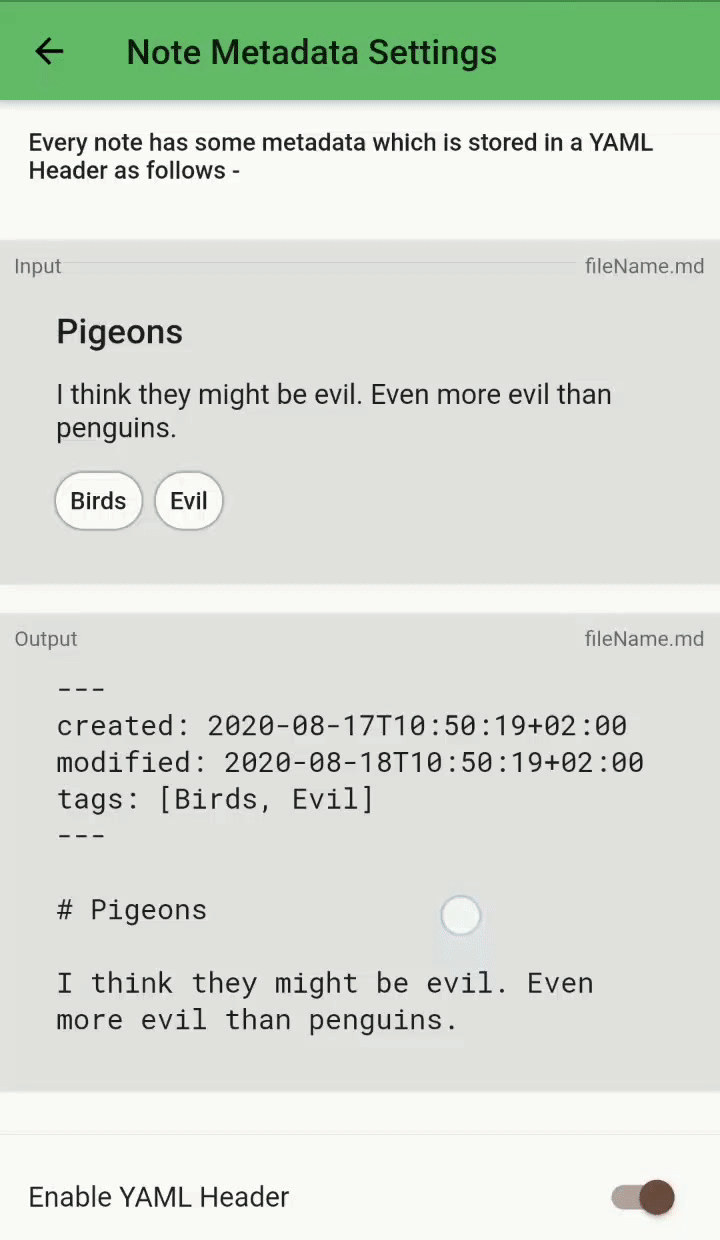 Note Metadata Settings
Every note has some metadata which is stored in a YAML
Header as follows -
Input
fileName.md
Pigeons
I think they might be evil. Even more evil than
penguins.
Birds
Evil
Output
fileName.md
---
created: 2020-08-17T10:50:19+02:00
modified: 2020-08-18T10:50:19+02:00
tags: [Birds, Evil]
---
# Pigeons
I think they might be evil. Even
more evil than penguins.
Enable YAML Header